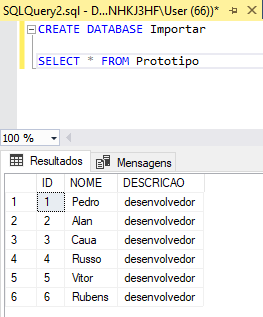 SQLQuery2.sql - D...NHKJ3HF\User (66))*
CREATE DATABASE Importar
SELECT * FROM Prototipo
100 %
Resultados Mensagens
ID NOME DESCRICAO
1 1 Pedro desenvolvedor
2 2 Alan desenvolvedor
3 3 Caua desenvolvedor
4 4 Russo desenvolvedor
5 5 Vitor desenvolvedor
6 6 Rubens desenvolvedor